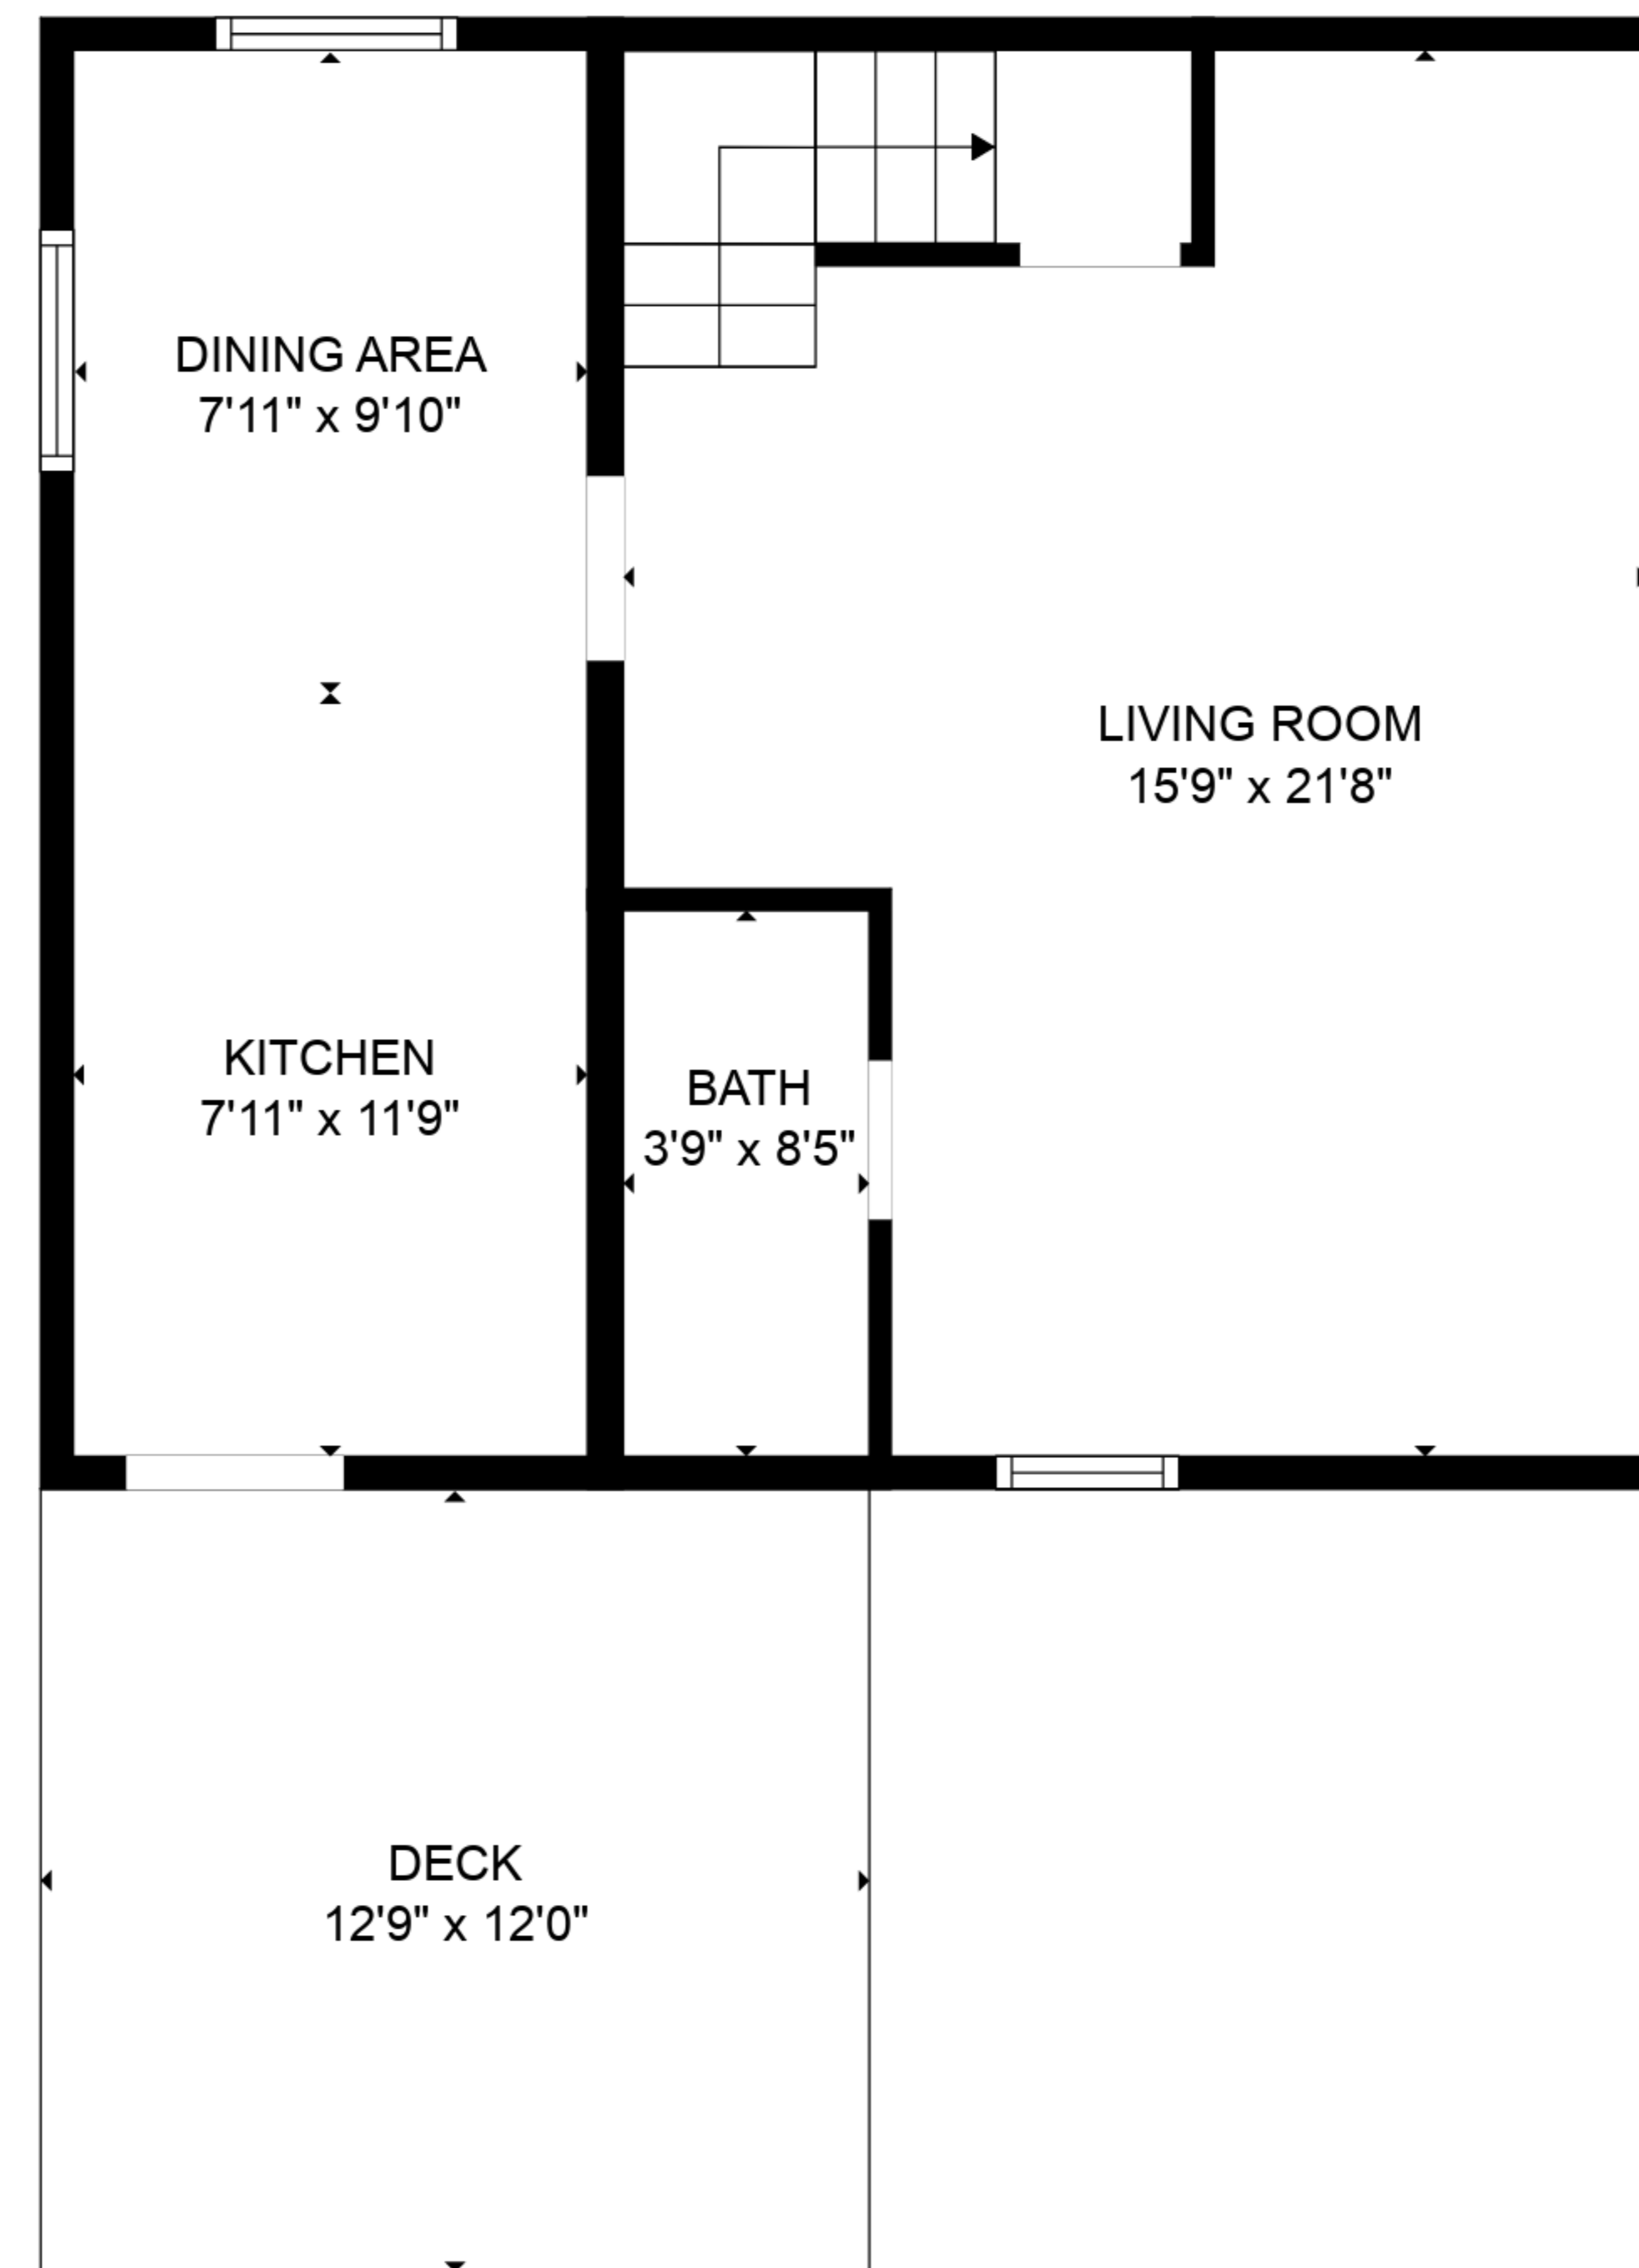 DINING AREA
7'11" x 9'10"
LIVING ROOM
15'9" x 21'8"
KITCHEN
7'11" x 11'9"
BATH
3'9" x 8'5"
DECK
12'9" x 12'0"